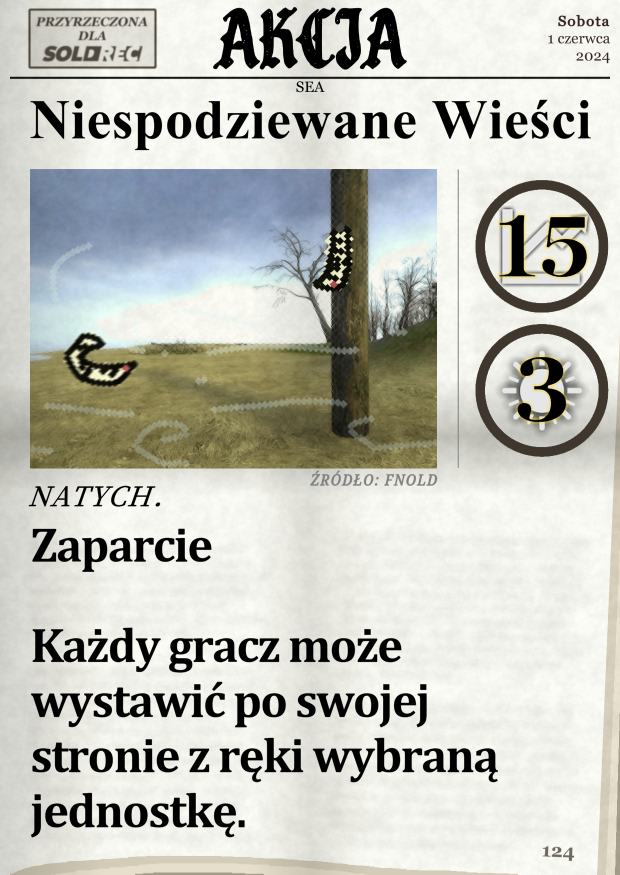 PRZYRZECZONA
DLA
SOLDREC
AKCJA
Sobota
1 czerwca
2024
SEA
Niespodziewane Wieści
15
3
ŹRÓDŁO: FNOLD
NATYCH.
Zaparcie
Każdy gracz może
wystawić po swojej
stronie z ręki wybraną
jednostkę.
124